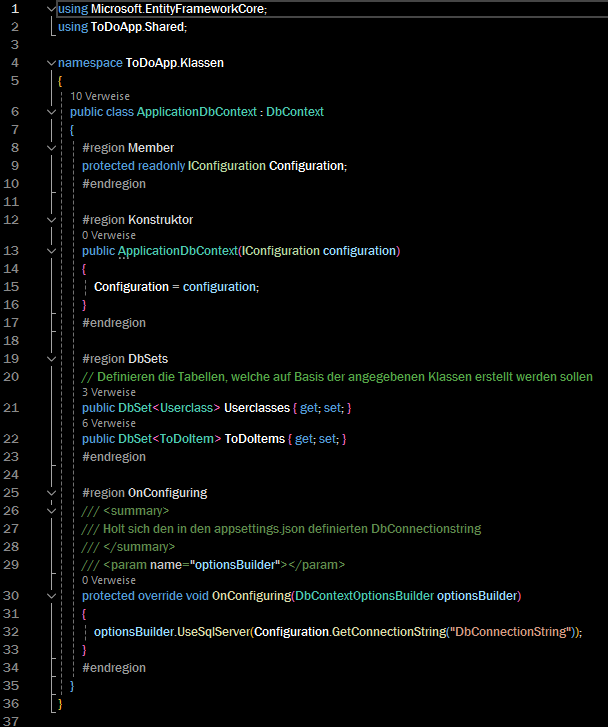 1 using Microsoft.EntityFrameworkCore;
2 using ToDoApp.Shared;
3
4 namespace ToDoApp.Klassen
5 {
10 Verweise
6 public class ApplicationDbContext : DbContext
7 {
8 #region Member
9 protected readonly IConfiguration Configuration;
10 #endregion
11
12 #region Konstruktor
0 Verweise
13 public ApplicationDbContext(IConfiguration configuration)
14 {
15 Configuration = configuration;
16 }
17 #endregion
18
19 #region DbSets
20 // Definieren die Tabellen, welche auf Basis der angegebenen Klassen erstellt werden sollen
3 Verweise
21 public DbSet<Userclass> Userclasses { get; set; }
6 Verweise
22 public DbSet<ToDoItem> ToDoItems { get; set; }
23 #endregion
24
25 #region OnConfiguring
26 /// <summary>
27 /// Holt sich den in den appsettings.json definierten DbConnectionstring
28 /// </summary>
29 /// <param name="optionsBuilder"></param>
0 Verweise
30 protected override void OnConfiguring(DbContextOptionsBuilder optionsBuilder)
31 {
32 optionsBuilder.UseSqlServer(Configuration.GetConnectionString("DbConnectionString"));
33 }
34 #endregion
35 }
36 }
37